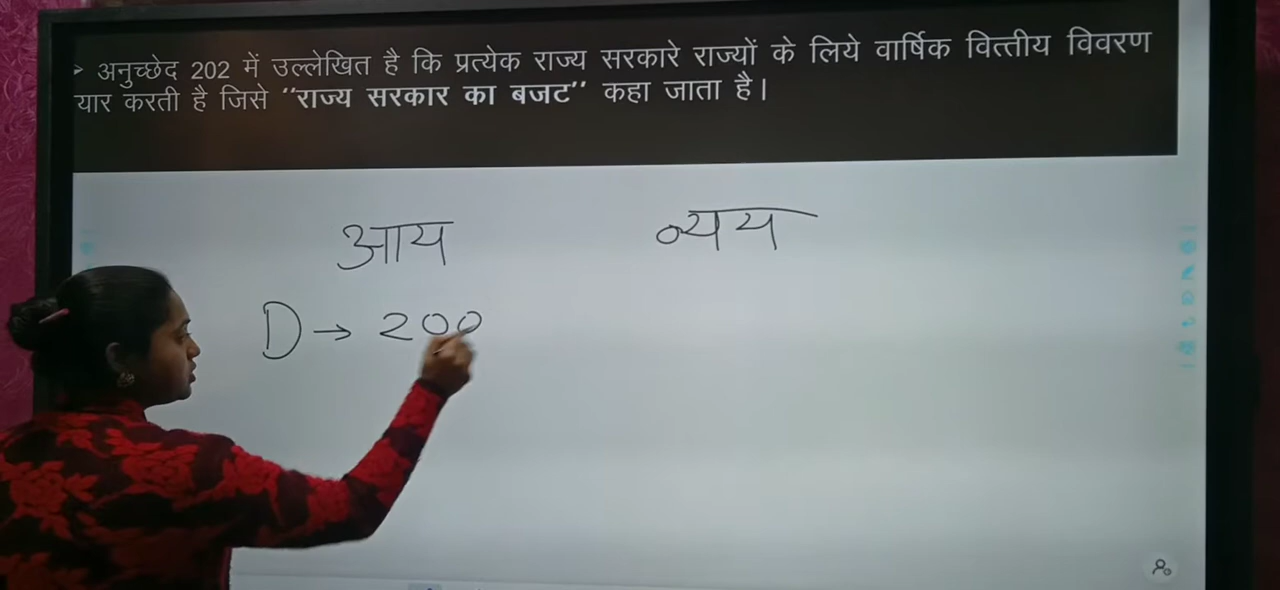 ➤ अनुच्छेद 202 में उल्लेखित है कि प्रत्येक राज्य सरकारे राज्यों के लिये वार्षिक वित्तीय विवरण
यार करती है जिसे ‘‘राज्य सरकार का बजट’’ कहा जाता है।
आय व्यय
D → 200